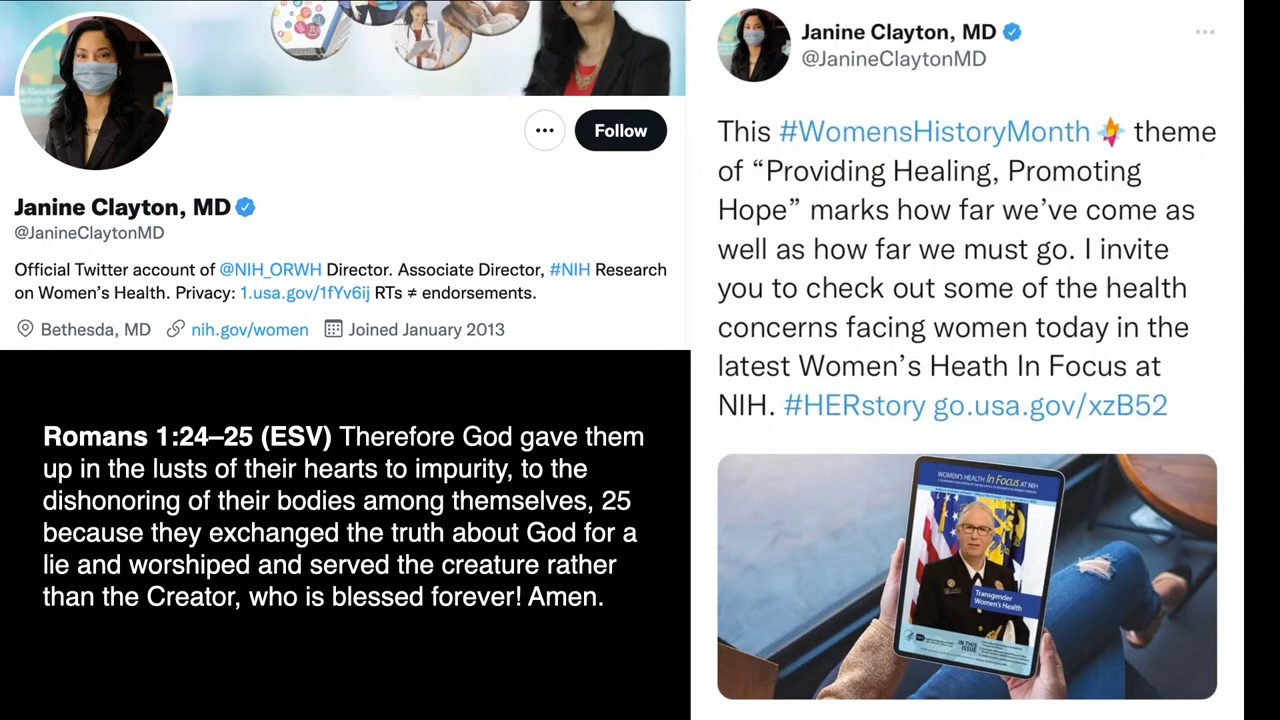 Follow
Janine Clayton, MD
@JanineClaytonMD
Official Twitter account of @NIH_ORWH Director. Associate Director, #NIH Research
on Women's Health. Privacy: 1.usa.gov/1fYv6ij RTs ≠ endorsements.
Bethesda, MD nih.gov/women Joined January 2013
Romans 1:24–25 (ESV) Therefore God gave them
up in the lusts of their hearts to impurity, to the
dishonoring of their bodies among themselves, 25
because they exchanged the truth about God for a
lie and worshiped and served the creature rather
than the Creator, who is blessed forever! Amen.
Janine Clayton, MD
@JanineClaytonMD
This #WomensHistoryMonth theme
of “Providing Healing, Promoting
Hope” marks how far we've come as
well as how far we must go. I invite
you to check out some of the health
concerns facing women today in the
latest Women's Heath In Focus at
NIH. #HERstory go.usa.gov/xzB52
WOMEN'S HEALTH In Focus AT NIH
Transgender
Women's Health
IN THIS
ISSUE